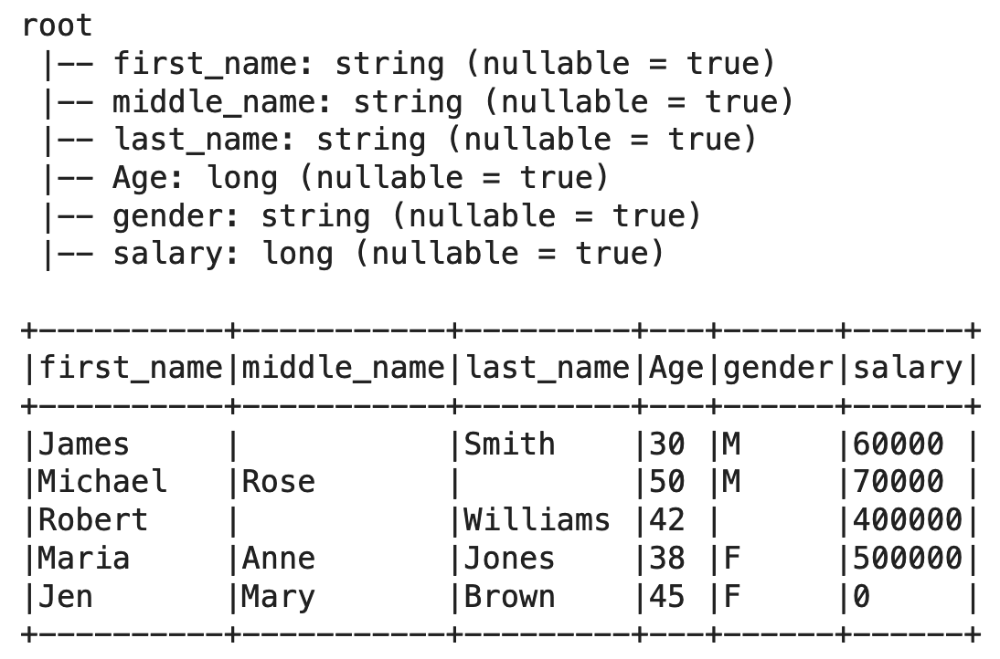 root
 |-- first_name: string (nullable = true)
 |-- middle_name: string (nullable = true)
 |-- last_name: string (nullable = true)
 |-- Age: long (nullable = true)
 |-- gender: string (nullable = true)
 |-- salary: long (nullable = true)

+----------+-----------+---------+---+------+------+
|first_name|middle_name|last_name|Age|gender|salary|
+----------+-----------+---------+---+------+------+
|James     |           |Smith    |30 |M     |60000 |
|Michael   |Rose       |         |50 |M     |70000 |
|Robert    |           |Williams |42 |      |400000|
|Maria     |Anne       |Jones    |38 |F     |500000|
|Jen       |Mary       |Brown    |45 |F     |0     |
+----------+-----------+---------+---+------+------+